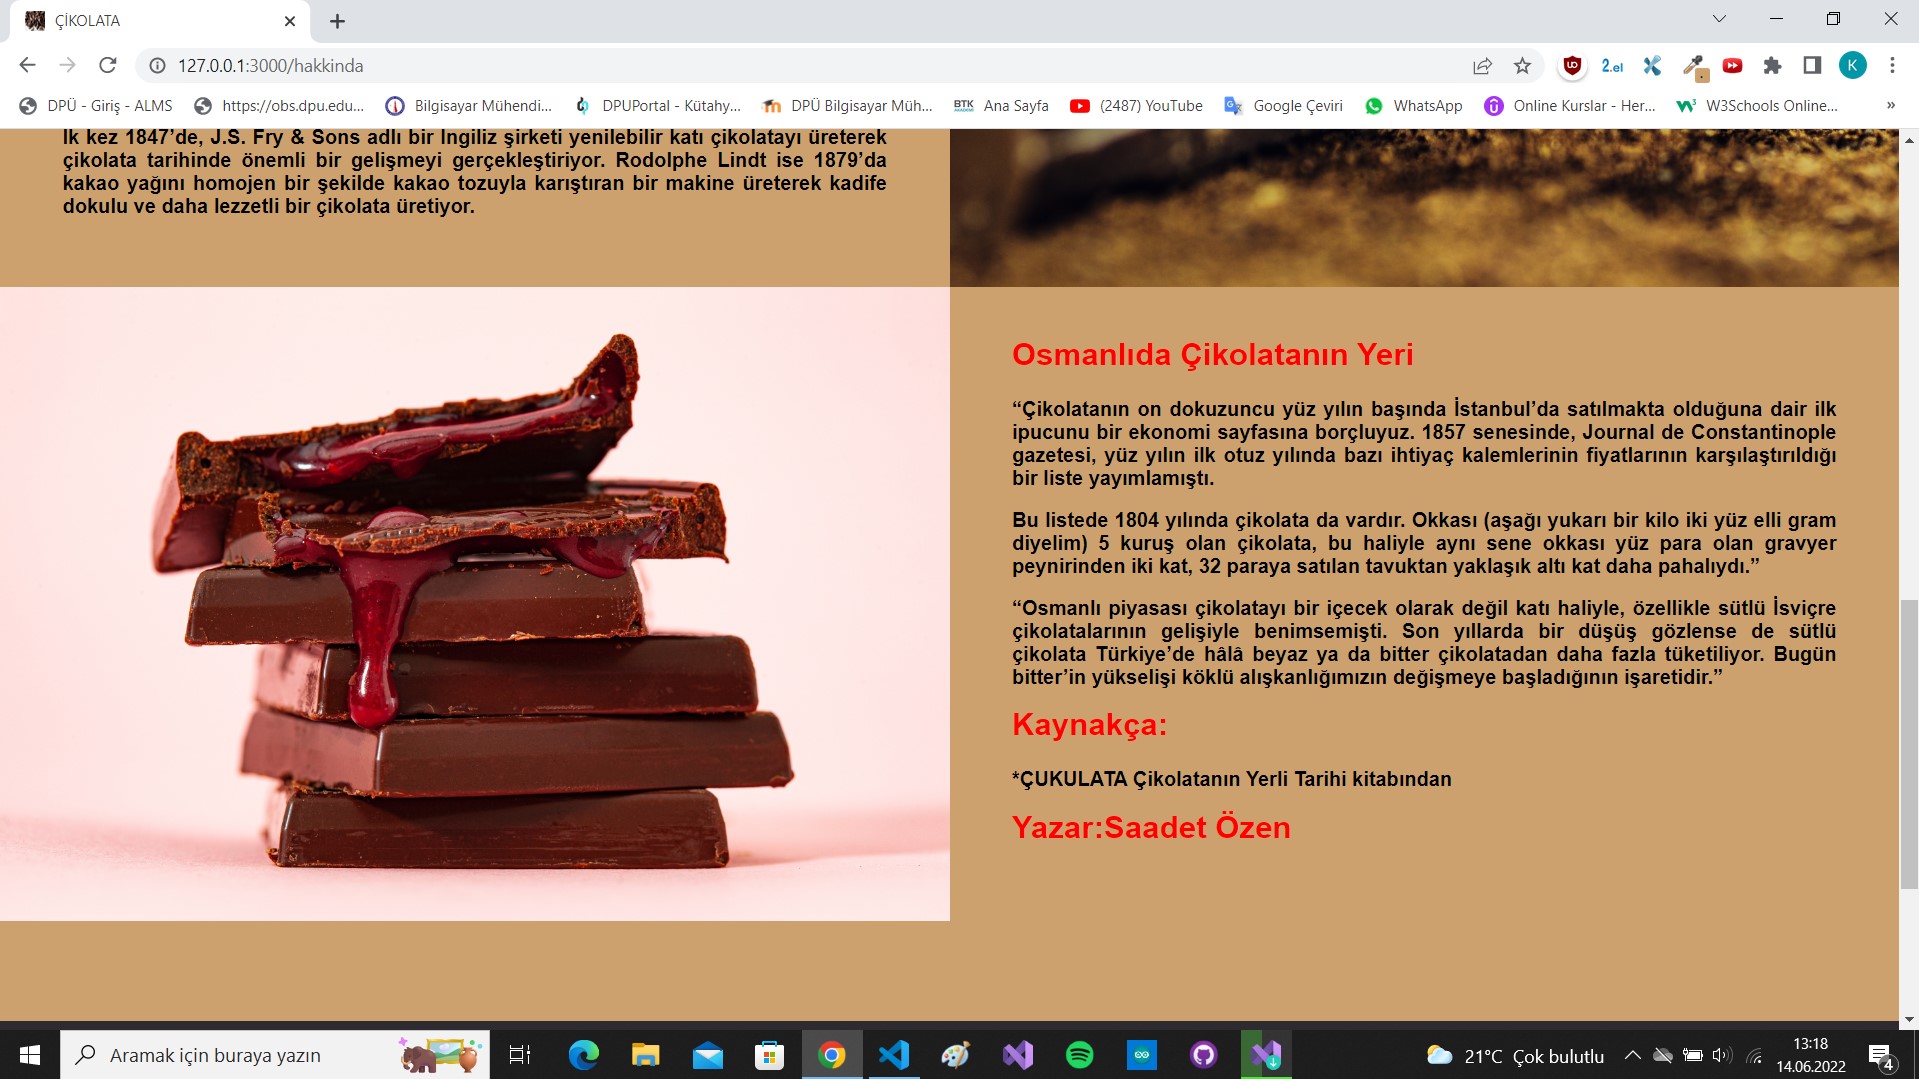 ÇİKOLATA
127.0.0.1:3000/hakkinda
2.el
K
DPÜ - Giriş - ALMS
https://obs.dpu.edu...
Bilgisayar Mühendi...
DPUPortal - Kütahy...
DPÜ Bilgisayar Müh...
BTK AKADEMİ Ana Sayfa
(2487) YouTube
Google Çeviri
WhatsApp
Online Kurslar - Her...
W3Schools Online...
»
İlk kez 1847’de, J.S. Fry & Sons adlı bir İngiliz şirketi yenilebilir katı çikolatayı üreterek
çikolata tarihinde önemli bir gelişmeyi gerçekleştiriyor. Rodolphe Lindt ise 1879’da
kakao yağını homojen bir şekilde kakao tozuyla karıştıran bir makine üreterek kadife
dokulu ve daha lezzetli bir çikolata üretiyor.
Osmanlıda Çikolatanın Yeri
“Çikolatanın on dokuzuncu yüz yılın başında İstanbul’da satılmakta olduğuna dair ilk
ipucunu bir ekonomi sayfasına borçluyuz. 1857 senesinde, Journal de Constantinople
gazetesi, yüz yılın ilk otuz yılında bazı ihtiyaç kalemlerinin fiyatlarının karşılaştırıldığı
bir liste yayımlamıştı.
Bu listede 1804 yılında çikolata da vardır. Okkası (aşağı yukarı bir kilo iki yüz elli gram
diyelim) 5 kuruş olan çikolata, bu haliyle aynı sene okkası yüz para olan gravyer
peynirinden iki kat, 32 paraya satılan tavuktan yaklaşık altı kat daha pahalıydı.”
“Osmanlı piyasası çikolatayı bir içecek olarak değil katı haliyle, özellikle sütlü İsviçre
çikolatalarının gelişiyle benimsemişti. Son yıllarda bir düşüş gözlense de sütlü
çikolata Türkiye’de hâlâ beyaz ya da bitter çikolatadan daha fazla tüketiliyor. Bugün
bitter’in yükselişi köklü alışkanlığımızın değişmeye başladığının işaretidir.”
Kaynakça:
*ÇUKULATA Çikolatanın Yerli Tarihi kitabından
Yazar:Saadet Özen
Aramak için buraya yazın
21°C Çok bulutlu
13:18
14.06.2022
4